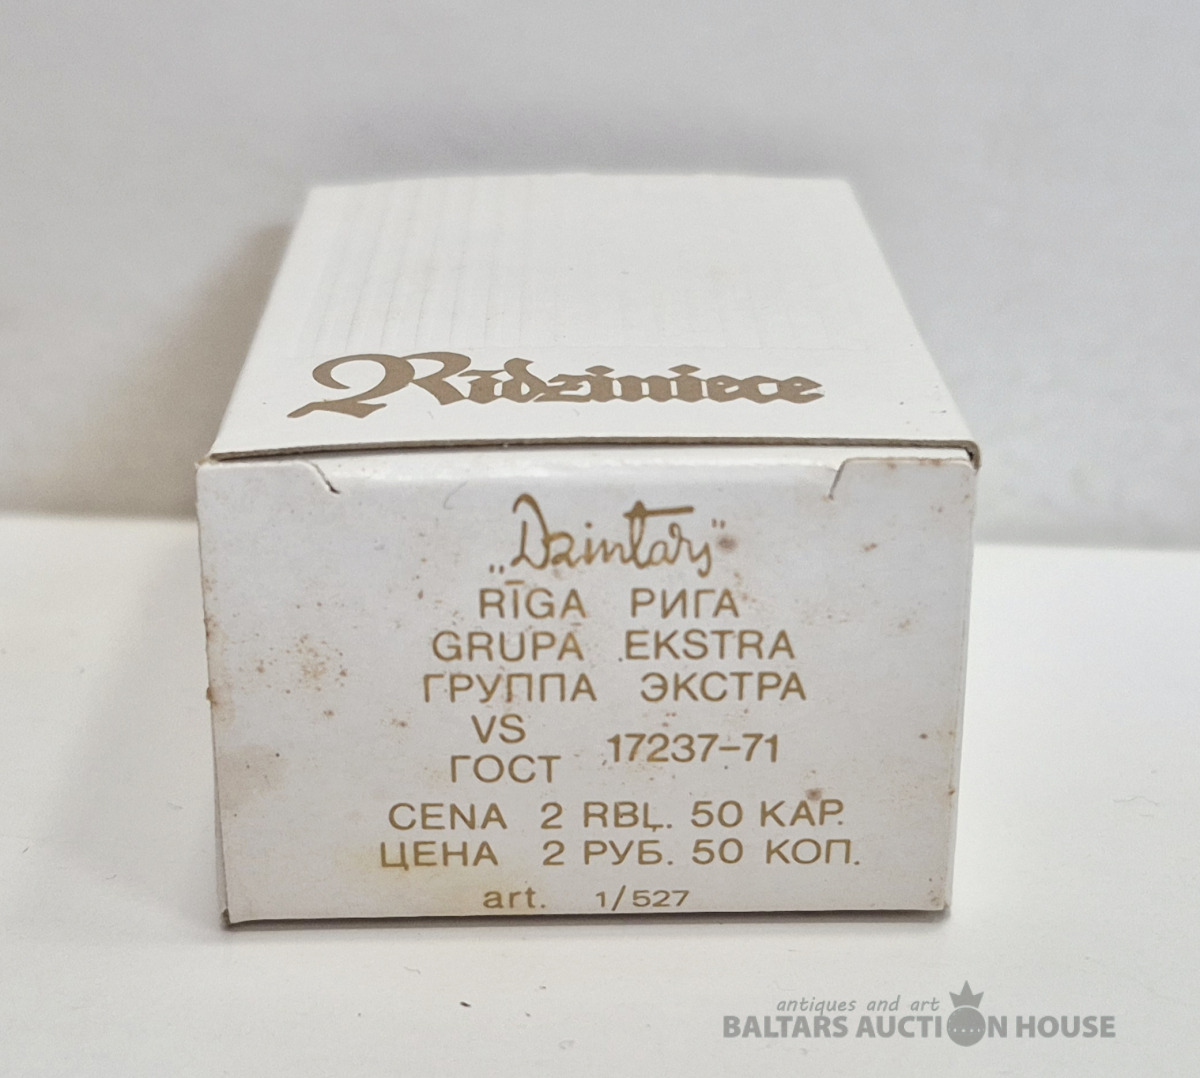 Rīdziniece
„Dzintars"
RĪGA РИГА
GRUPA EKSTRA
ГРУППА ЭКСТРА
VS
ГОСТ 17237-71
CENA 2 RBĻ. 50 KAP.
ЦЕНА 2 РУБ. 50 КОП.
art. 1/527
antiques and art
BALTARS AUCTION HOUSE